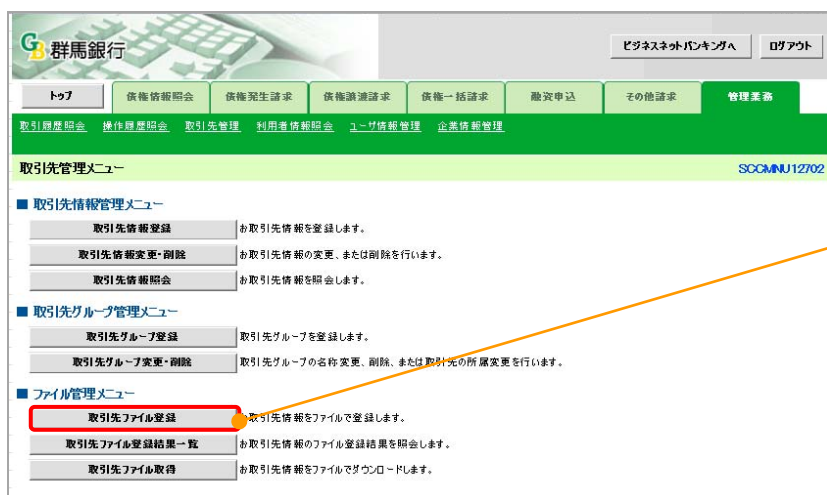 GB 群馬銀行
ビジネスネットバンキングへ ログアウト
トップ 債権情報照会 債権発生請求 債権譲渡請求 債権一括請求 融資申込 その他請求 管理業務
取引履歴照会 操作履歴照会 取引先管理 利用者情報照会 ユーザ情報管理 企業情報管理
取引先管理メニュー SCCMNU12702
■ 取引先情報管理メニュー
取引先情報登録 お取引先情報を登録します。
取引先情報変更・削除 お取引先情報の変更、または削除を行います。
取引先情報照会 お取引先情報を照会します。
■ 取引先グループ管理メニュー
取引先グループ登録 取引先グループを登録します。
取引先グループ変更・削除 取引先グループの名称変更、削除、または取引先の所属変更を行います。
■ ファイル管理メニュー
取引先ファイル登録 お取引先情報をファイルで登録します。
取引先ファイル登録結果一覧 お取引先情報のファイル登録結果を照会します。
取引先ファイル取得 お取引先情報をファイルでダウンロードします。